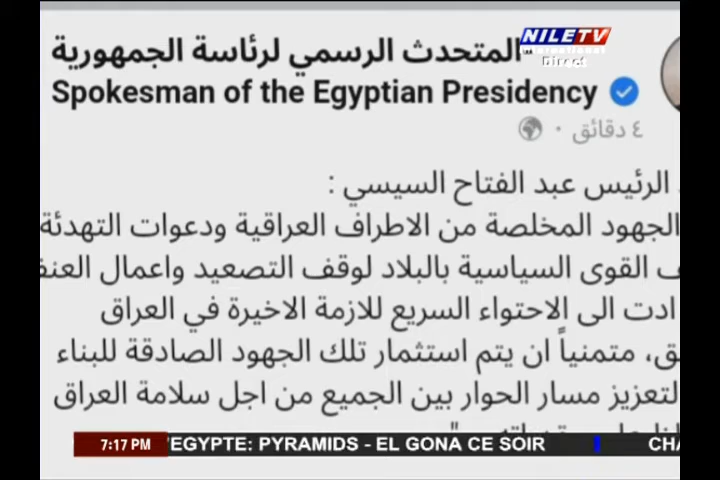 NILETV
International
Direct
المتحدث الرسمي لرئاسة الجمهورية-
Spokesman of the Egyptian Presidency
٤ دقائق ·
الرئيس عبد الفتاح السيسي :
الجهود المخلصة من الاطراف العراقية ودعوات التهدئة
القوى السياسية بالبلاد لوقف التصعيد واعمال العنف
ادت الى الاحتواء السريع للازمة الاخيرة في العراق
متمنياً ان يتم استثمار تلك الجهود الصادقة للبناء
لتعزيز مسار الحوار بين الجميع من اجل سلامة العراق
7:17 PM
'EGYPTE: PYRAMIDS - EL GONA CE SOIR
CHA